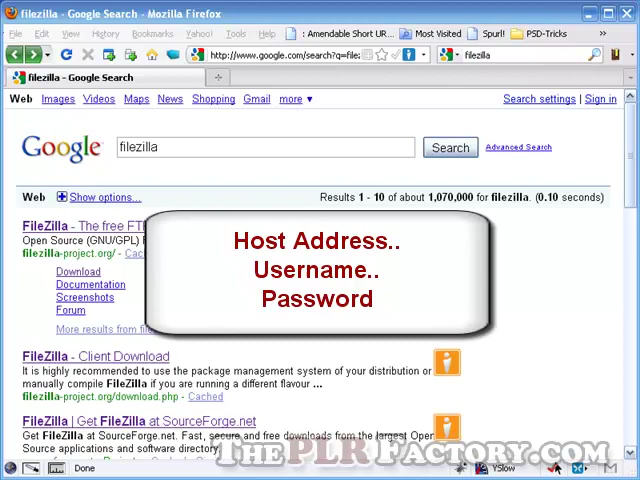 filezilla - Google Search - Mozilla Firefox
File Edit View History Bookmarks Yahoo! Tools Help : Amendable Short URL Most Visited Spurl! PSD-Tricks
http://www.google.com/search?q=file: filezilla
filezilla - Google Search
Web Images Videos Maps News Shopping Gmail more ▼ Search settings | Sign in
Google filezilla Search Advanced Search
Web Show options... Results 1 - 10 of about 1,070,000 for filezilla. (0.10 seconds)
FileZilla - The free FT
Open Source (GNU/GPL)
filezilla-project.org/ - Cac
Download
Documentation
Screenshots
Forum
More results from file
Host Address..
Username..
Password
FileZilla - Client Download
It is highly recommended to use the package management system of your distribution or
manually compile FileZilla if you are running a different flavour ...
filezilla-project.org/download.php - Cached
FileZilla | Get FileZilla at SourceForge.net
Get FileZilla at SourceForge.net. Fast, secure and free downloads from the largest Open
Source applications and software directory.
ThePLRFactory.com
Done YSlow